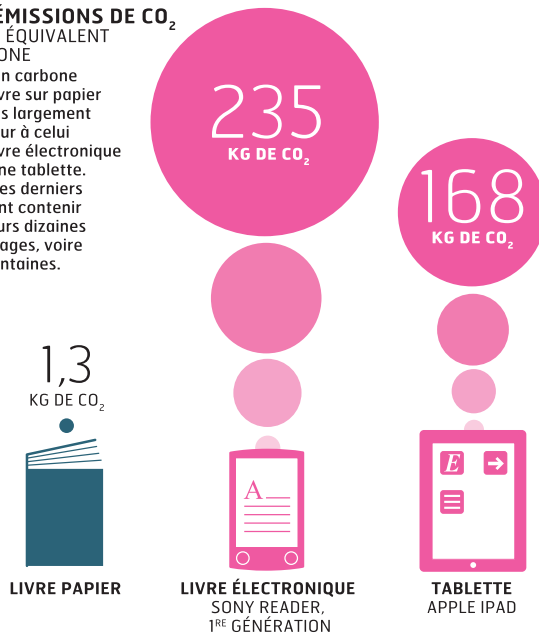 ÉMISSIONS DE CO₂
ÉQUIVALENT
vre sur papier
s largement
ur à celui
vre électronique
ne tablette.
es derniers
nt contenir
urs dizaines
ages, voire
ntaines.
235
KG DE CO₂
168
KG DE CO₂
1,3
KG DE CO₂
A
E
LIVRE PAPIER
LIVRE ÉLECTRONIQUE
SONY READER,
1RE GÉNÉRATION
TABLETTE
APPLE IPAD